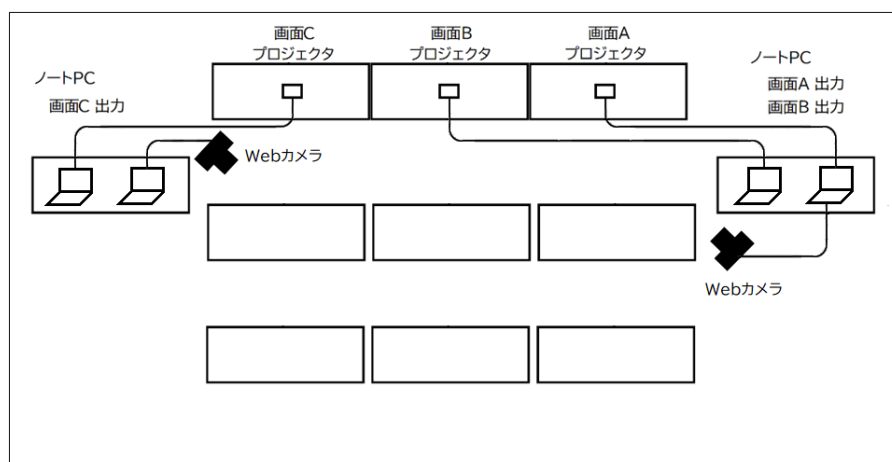 画面C
プロジェクタ
画面B
プロジェクタ
画面A
プロジェクタ
ノートPC
画面C 出力
ノートPC
画面A 出力
画面B 出力
Webカメラ
Webカメラ